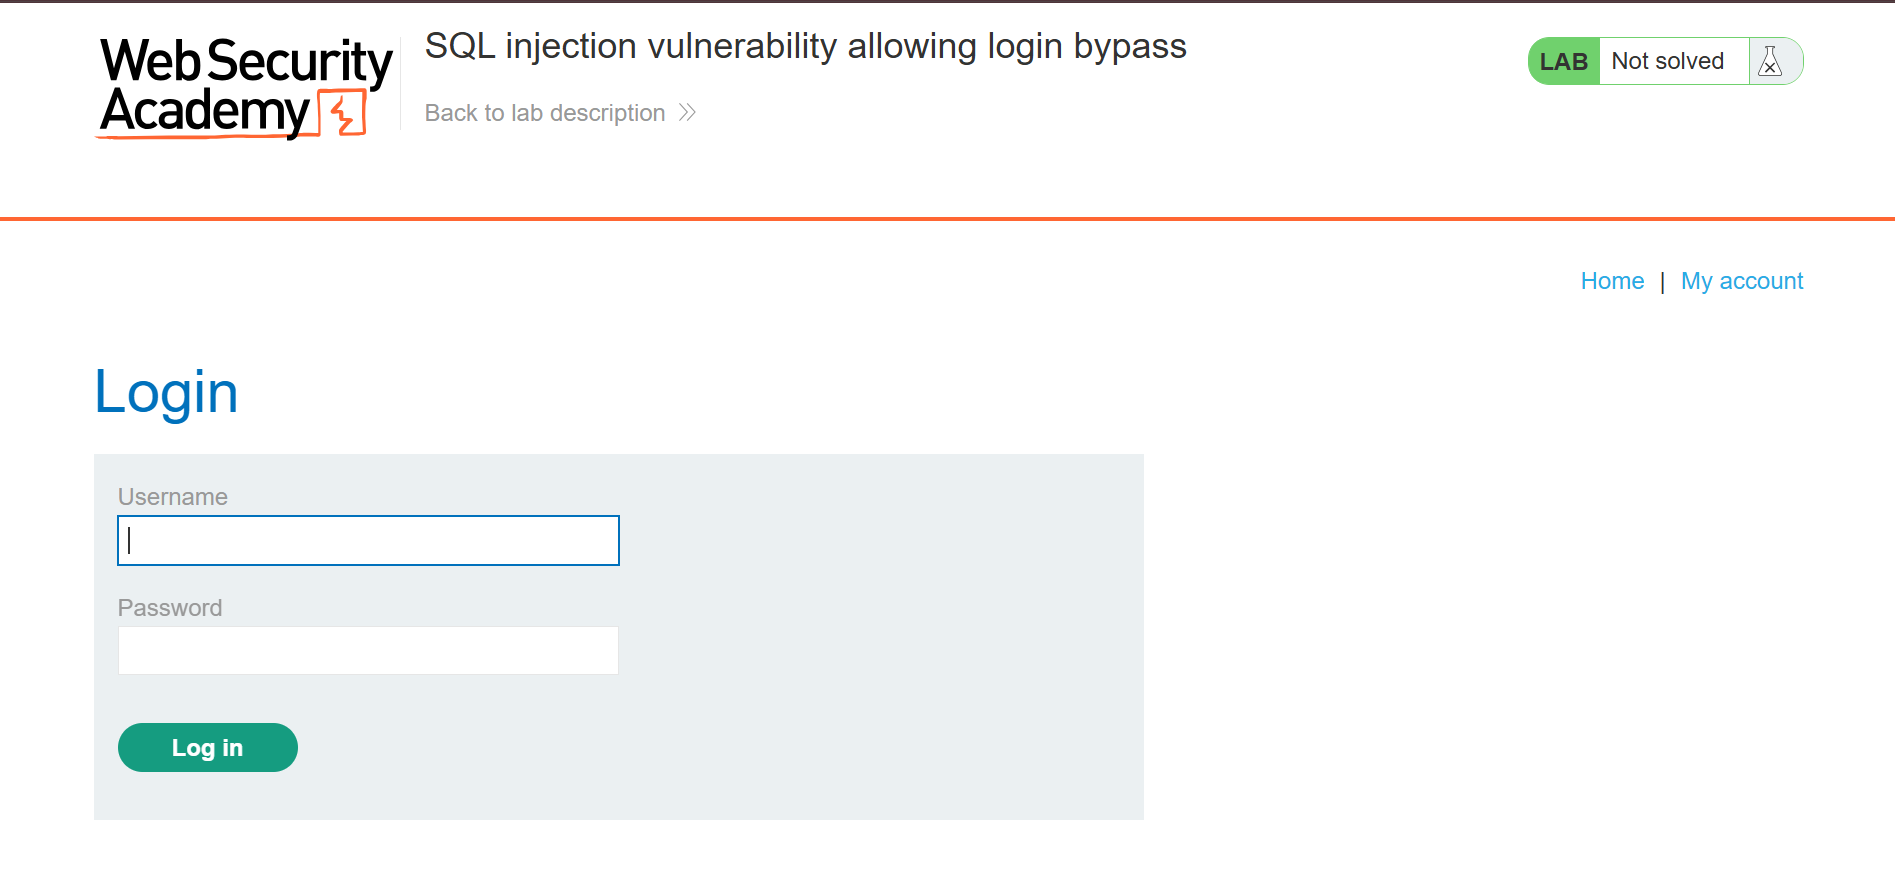 Web Security
Academy
SQL injection vulnerability allowing login bypass
Back to lab description
LAB Not solved
Home | My account
Login
Username
Password
Log in